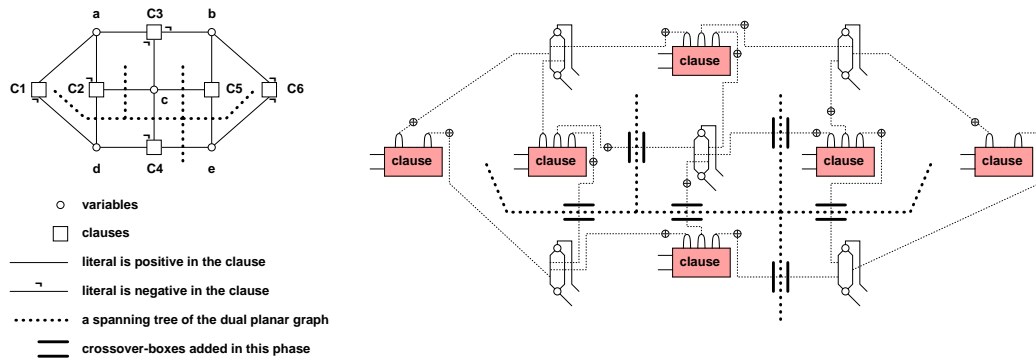 a C3 b
C1 C2 c C5 C6
d C4 e
variables
clauses
literal is positive in the clause
literal is negative in the clause
a spanning tree of the dual planar graph
crossover-boxes added in this phase
clause
clause clause clause clause
clause